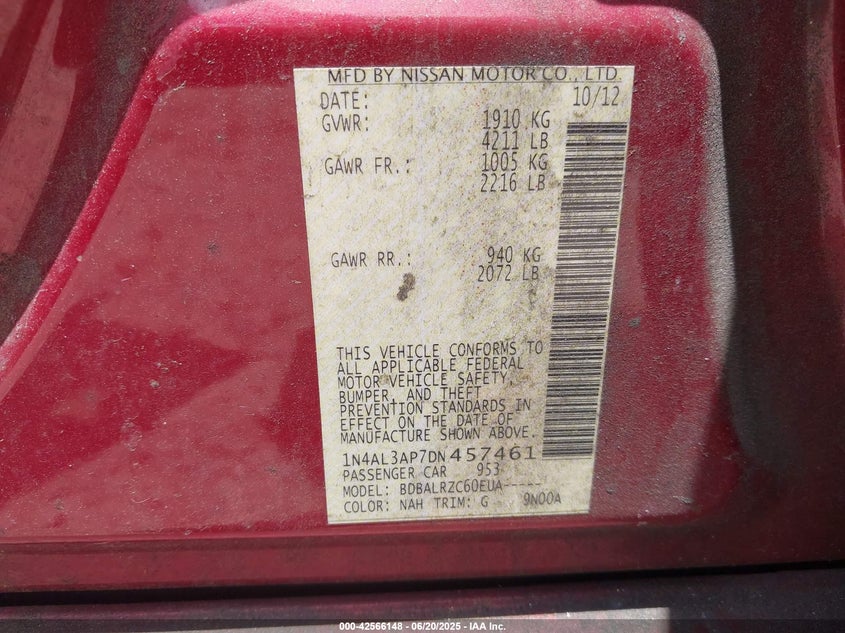 MFD BY NISSAN MOTOR CO., LTD.
DATE: 10/12
GVWR: 1910 KG
4211 LB
GAWR FR.: 1005 KG
2216 LB
GAWR RR.: 940 KG
2072 LB
THIS VEHICLE CONFORMS TO
ALL APPLICABLE FEDERAL
MOTOR VEHICLE SAFETY,
BUMPER, AND THEFT
PREVENTION STANDARDS IN
EFFECT ON THE DATE OF
MANUFACTURE SHOWN ABOVE.
1N4AL3AP7DN457461
PASSENGER CAR 953
MODEL: BDBALRZC60EUA-----
COLOR: NAH TRIM: G 9N00A
000-42566148 - 06/20/2025 - IAA Inc.